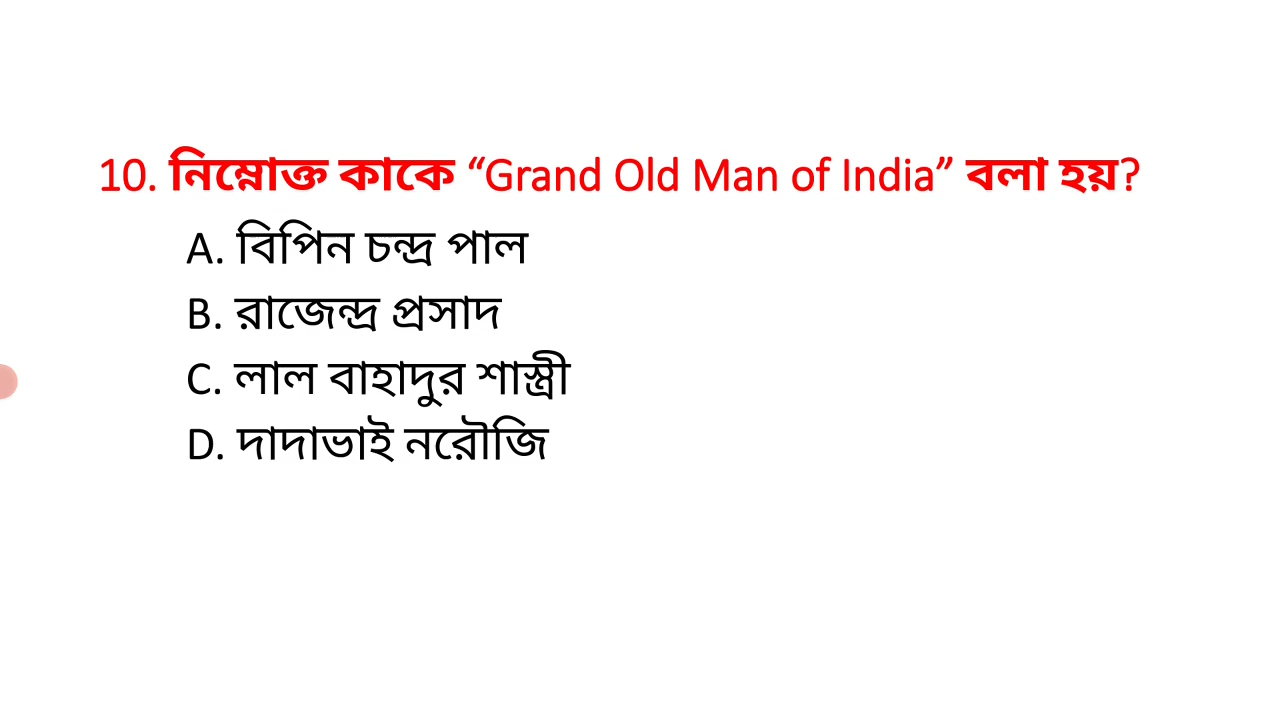 10. নিম্নোক্ত কাকে “Grand Old Man of India” বলা হয়?
A. বিপিন চন্দ্র পাল
B. রাজেন্দ্র প্রসাদ
C. লাল বাহাদুর শাস্ত্রী
D. দাদাভাই নরৌজি